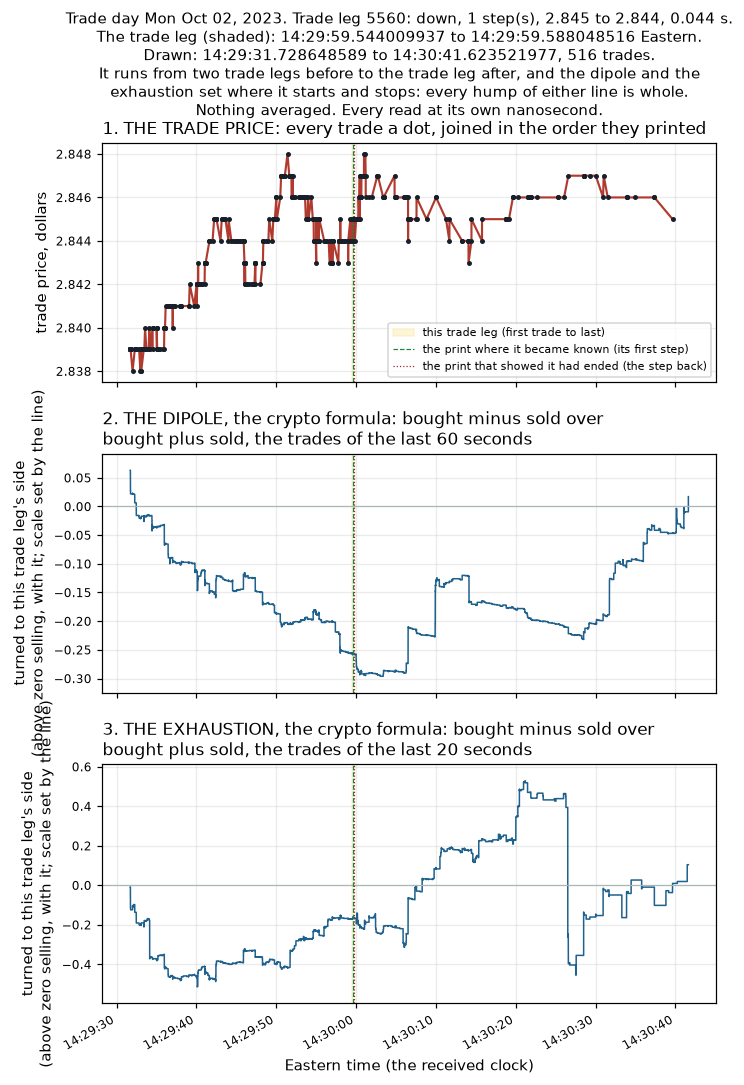 Trade day Mon Oct 02, 2023. Trade leg 5560: down, 1 step(s), 2.845 to 2.844, 0.044 s.
The trade leg (shaded): 14:29:59.544009937 to 14:29:59.588048516 Eastern.
Drawn: 14:29:31.728648589 to 14:30:41.623521977, 516 trades.
It runs from two trade legs before to the trade leg after, and the dipole and the
exhaustion set where it starts and stops: every hump of either line is whole.
Nothing averaged. Every read at its own nanosecond.
1. THE TRADE PRICE: every trade a dot, joined in the order they printed
trade price, dollars
2.848
2.846
2.844
2.842
2.840
2.838
this trade leg (first trade to last)
the print where it became known (its first step)
the print that showed it had ended (the step back)
2. THE DIPOLE, the crypto formula: bought minus sold over
bought plus sold, the trades of the last 60 seconds
turned to this trade leg's side
(above zero selling, with it; scale set by the line)
0.05
0.00
−0.05
−0.10
−0.15
−0.20
−0.25
−0.30
3. THE EXHAUSTION, the crypto formula: bought minus sold over
bought plus sold, the trades of the last 20 seconds
turned to this trade leg's side
(above zero selling, with it; scale set by the line)
0.6
0.4
0.2
0.0
−0.2
−0.4
14:29:30
14:29:40
14:29:50
14:30:00
14:30:10
14:30:20
14:30:30
14:30:40
Eastern time (the received clock)